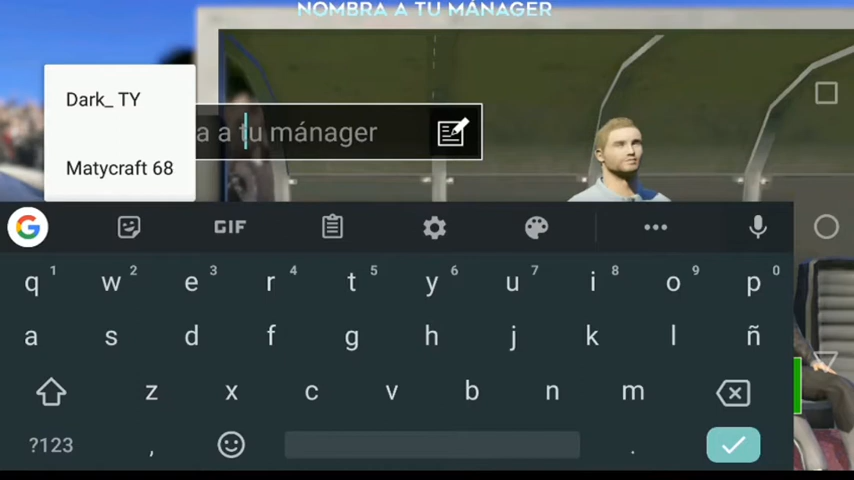 NOMBRA A TU MÁNAGER
Dark_ TY
a a tu mánager
Matycraft 68
G GIF
q 1 w 2 e 3 r 4 t 5 y 6 u 7 i 8 o 9 p 0
a s d f g h j k l ñ
z x c v b n m
?123 , .